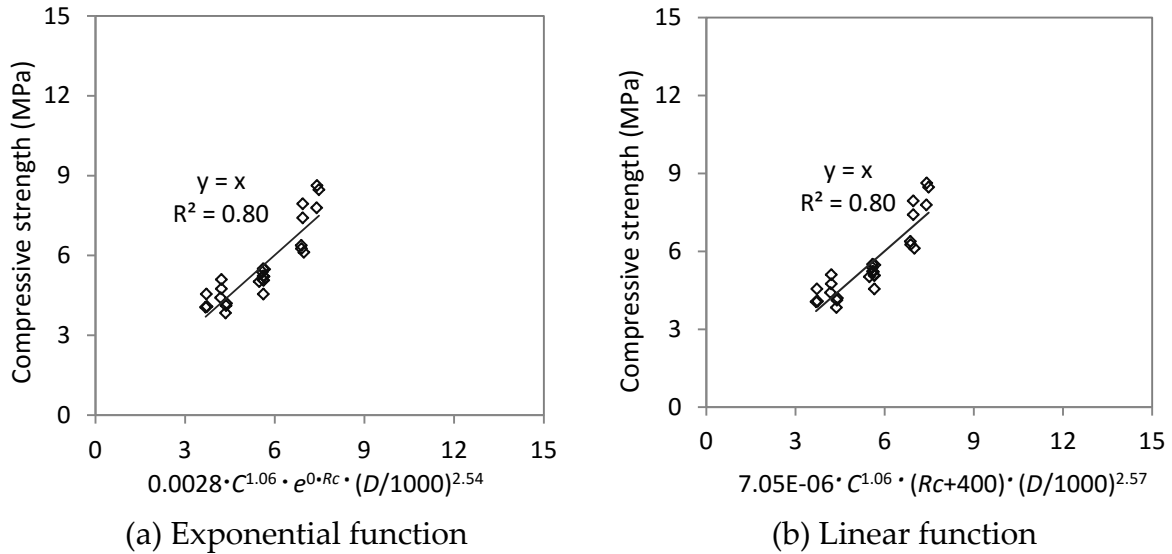 15
12
9
6
3
0
Compressive strength (MPa)
y = x
R² = 0.80
0 3 6 9 12 15
0.0028·C^1.06·e^0·Rc·(D/1000)^2.54
(a) Exponential function
15
12
9
6
3
0
Compressive strength (MPa)
y = x
R² = 0.80
0 3 6 9 12 15
7.05E-06·C^1.06·(Rc+400)·(D/1000)^2.57
(b) Linear function